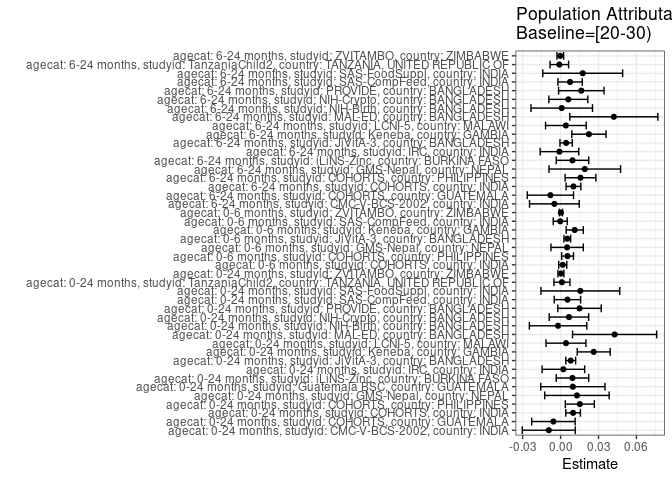 Population Attributa
Baseline=[20-30)
agecat: 6-24 months, studyid: ZVITAMBO, country: ZIMBABWE
agecat: 6-24 months, studyid: TanzaniaChild2, country: TANZANIA, UNITED REPUBLIC OF
agecat: 6-24 months, studyid: SAS-FoodSuppl, country: INDIA
agecat: 6-24 months, studyid: SAS-CompFeed, country: INDIA
agecat: 6-24 months, studyid: PROVIDE, country: BANGLADESH
agecat: 6-24 months, studyid: NIH-Crypto, country: BANGLADESH
agecat: 6-24 months, studyid: NIH-Birth, country: BANGLADESH
agecat: 6-24 months, studyid: MAL-ED, country: BANGLADESH
agecat: 6-24 months, studyid: LCNI-5, country: MALAWI
agecat: 6-24 months, studyid: Keneba, country: GAMBIA
agecat: 6-24 months, studyid: JiVitA-3, country: BANGLADESH
agecat: 6-24 months, studyid: IRC, country: INDIA
agecat: 6-24 months, studyid: iLiNS-Zinc, country: BURKINA FASO
agecat: 6-24 months, studyid: GMS-Nepal, country: NEPAL
agecat: 6-24 months, studyid: COHORTS, country: PHILIPPINES
agecat: 6-24 months, studyid: COHORTS, country: INDIA
agecat: 6-24 months, studyid: COHORTS, country: GUATEMALA
agecat: 6-24 months, studyid: CMC-V-BCS-2002, country: INDIA
agecat: 0-6 months, studyid: ZVITAMBO, country: ZIMBABWE
agecat: 0-6 months, studyid: SAS-CompFeed, country: INDIA
agecat: 0-6 months, studyid: Keneba, country: GAMBIA
agecat: 0-6 months, studyid: JiVitA-3, country: BANGLADESH
agecat: 0-6 months, studyid: GMS-Nepal, country: NEPAL
agecat: 0-6 months, studyid: COHORTS, country: PHILIPPINES
agecat: 0-6 months, studyid: COHORTS, country: INDIA
agecat: 0-24 months, studyid: ZVITAMBO, country: ZIMBABWE
agecat: 0-24 months, studyid: TanzaniaChild2, country: TANZANIA, UNITED REPUBLIC OF
agecat: 0-24 months, studyid: SAS-FoodSuppl, country: INDIA
agecat: 0-24 months, studyid: SAS-CompFeed, country: INDIA
agecat: 0-24 months, studyid: PROVIDE, country: BANGLADESH
agecat: 0-24 months, studyid: NIH-Crypto, country: BANGLADESH
agecat: 0-24 months, studyid: NIH-Birth, country: BANGLADESH
agecat: 0-24 months, studyid: MAL-ED, country: BANGLADESH
agecat: 0-24 months, studyid: LCNI-5, country: MALAWI
agecat: 0-24 months, studyid: Keneba, country: GAMBIA
agecat: 0-24 months, studyid: JiVitA-3, country: BANGLADESH
agecat: 0-24 months, studyid: IRC, country: INDIA
agecat: 0-24 months, studyid: iLiNS-Zinc, country: BURKINA FASO
agecat: 0-24 months, studyid: Guatemala BSC, country: GUATEMALA
agecat: 0-24 months, studyid: GMS-Nepal, country: NEPAL
agecat: 0-24 months, studyid: COHORTS, country: PHILIPPINES
agecat: 0-24 months, studyid: COHORTS, country: INDIA
agecat: 0-24 months, studyid: COHORTS, country: GUATEMALA
agecat: 0-24 months, studyid: CMC-V-BCS-2002, country: INDIA
-0.03 0.00 0.03 0.06
Estimate